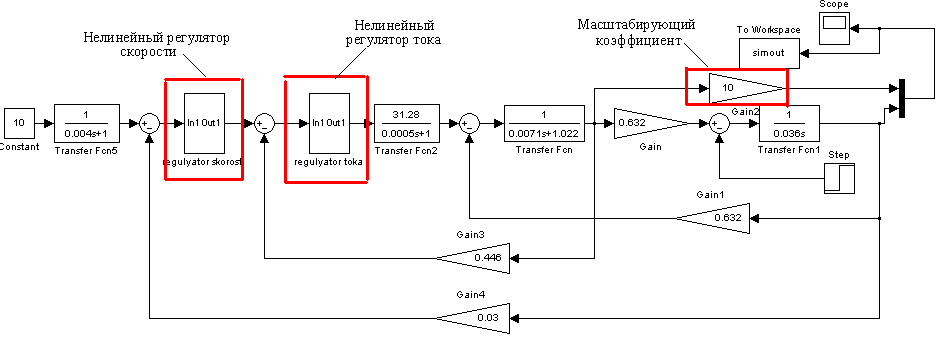 Scope
Масштабирующий
коэффициент
To Workspace
simout
Нелинейный
регулятор тока
Нелинейный регулятор
скорости
10
Gain2
10
Constant
1
0.004s+1
Transfer Fcn5
In1 Out1
regulyator skorost
In1 Out1
regulyator toka
31.28
0.0005s+1
Transfer Fcn2
1
0.0071s+1.022
Transfer Fcn
0.632
Gain
1
0.036s
Transfer Fcn1
Step
Gain1
0.632
Gain3
0.446
Gain4
0.03